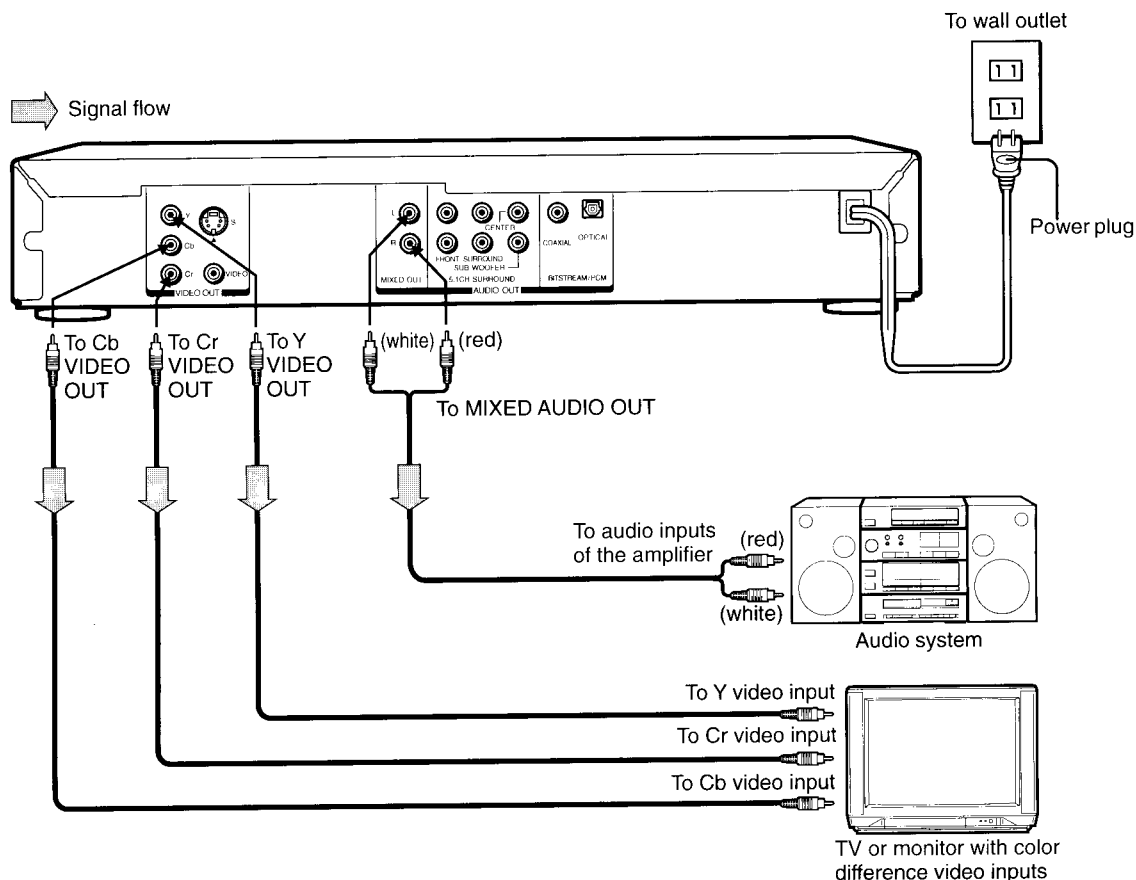 To wall outlet
Signal flow
Power plug
Y
S
Cb
Cr
VIDEO
VIDEO OUT
L
R
MIXED OUT
CENTER
FRONT SURROUND
SUB WOOFER
5.1CH SURROUND
AUDIO OUT
COAXIAL
OPTICAL
BITSTREAM/PCM
To Cb
VIDEO
OUT
To Cr
VIDEO
OUT
To Y
VIDEO
OUT
(white)
(red)
To MIXED AUDIO OUT
To audio inputs
of the amplifier
(red)
(white)
Audio system
To Y video input
To Cr video input
To Cb video input
TV or monitor with color
difference video inputs